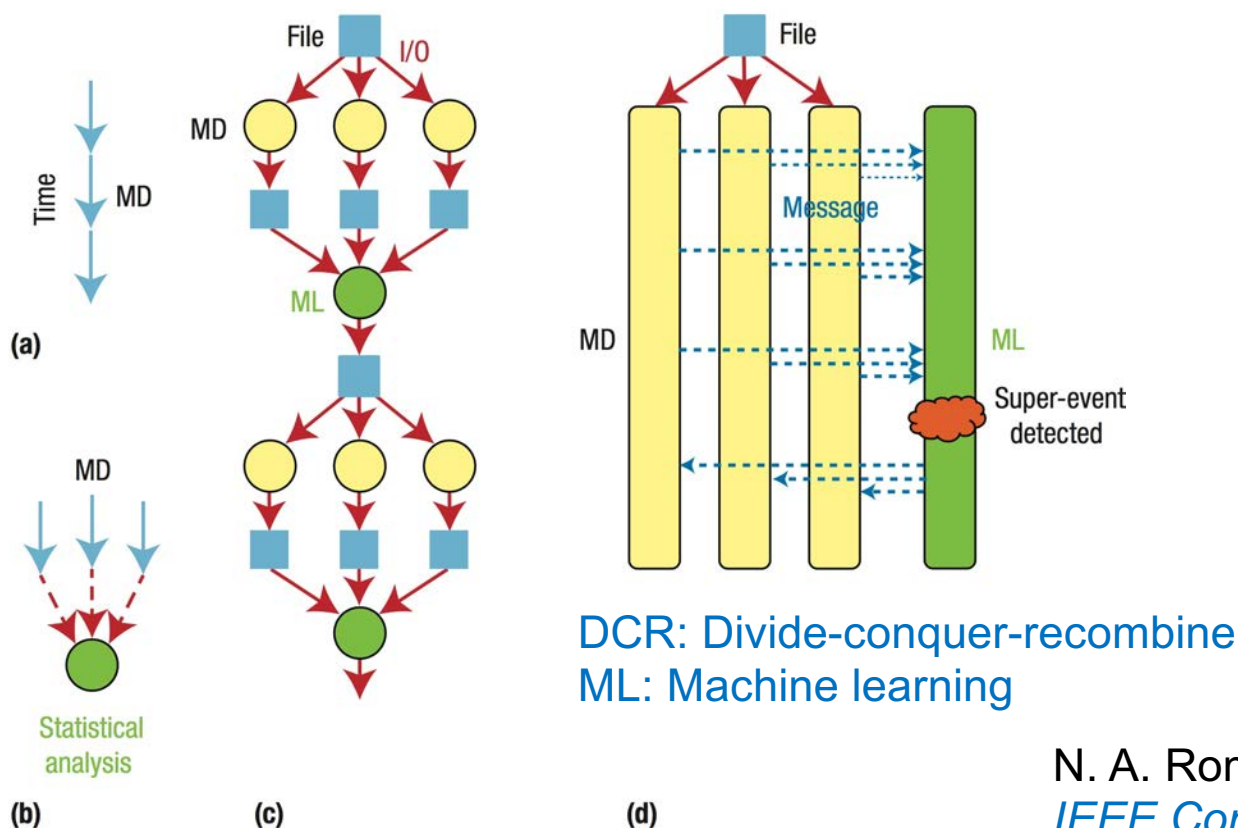 File
I/O
MD
ML
Time
MD
(a)
MD
Statistical
analysis
(b)
(c)
File
Message
MD
ML
Super-event
detected
DCR: Divide-conquer-recombine
ML: Machine learning
N. A.
IEEE
(d)